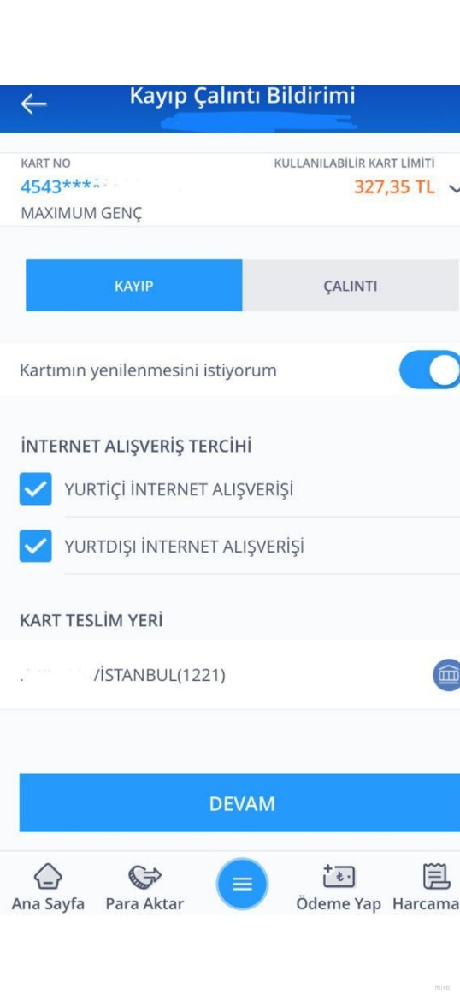 Kayıp Çalıntı Bildirimi
KART NO
KULLANILABİLİR KART LİMİTİ
4543***
327,35 TL
MAXIMUM GENÇ
KAYIP
ÇALINTI
Kartımın yenilenmesini istiyorum
İNTERNET ALIŞVERİŞ TERCİHİ
YURTİÇİ İNTERNET ALIŞVERİŞİ
YURTDIŞI İNTERNET ALIŞVERİŞİ
KART TESLİM YERİ
/İSTANBUL(1221)
DEVAM
Ana Sayfa
Para Aktar
Ödeme Yap
Harcama
miro